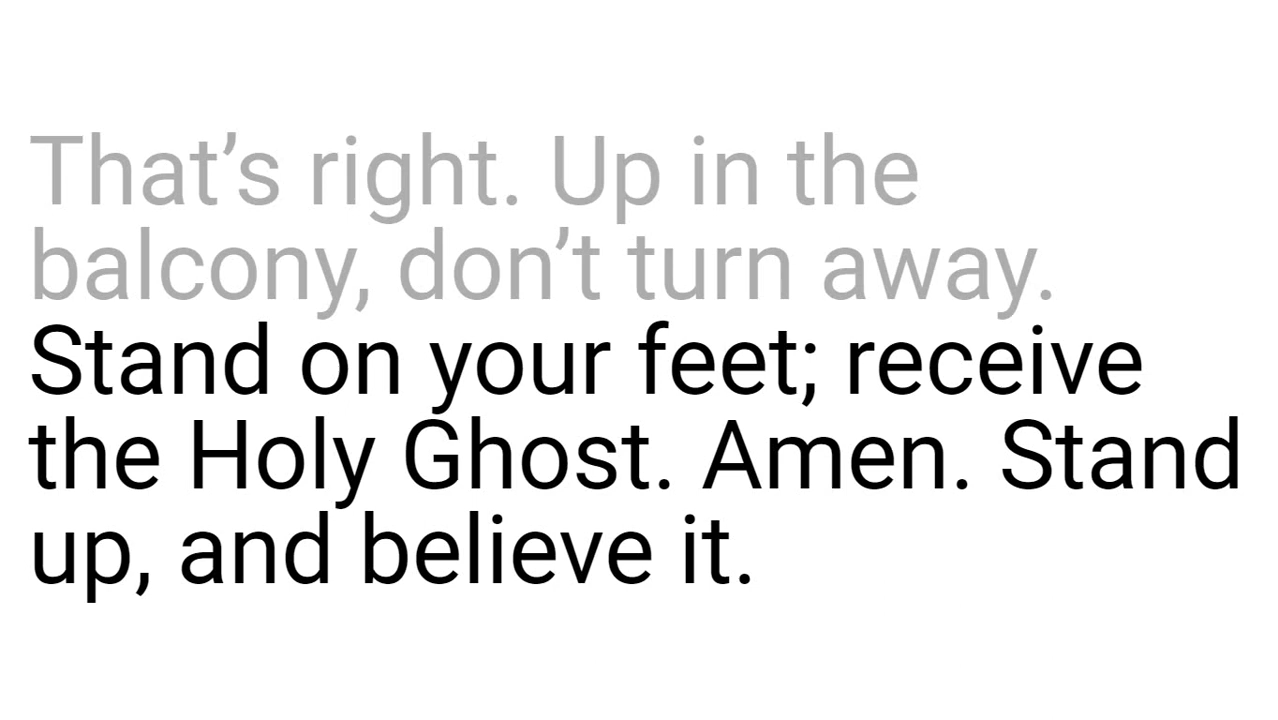 That’s right. Up in the
balcony, don’t turn away.
Stand on your feet; receive
the Holy Ghost. Amen. Stand
up, and believe it.